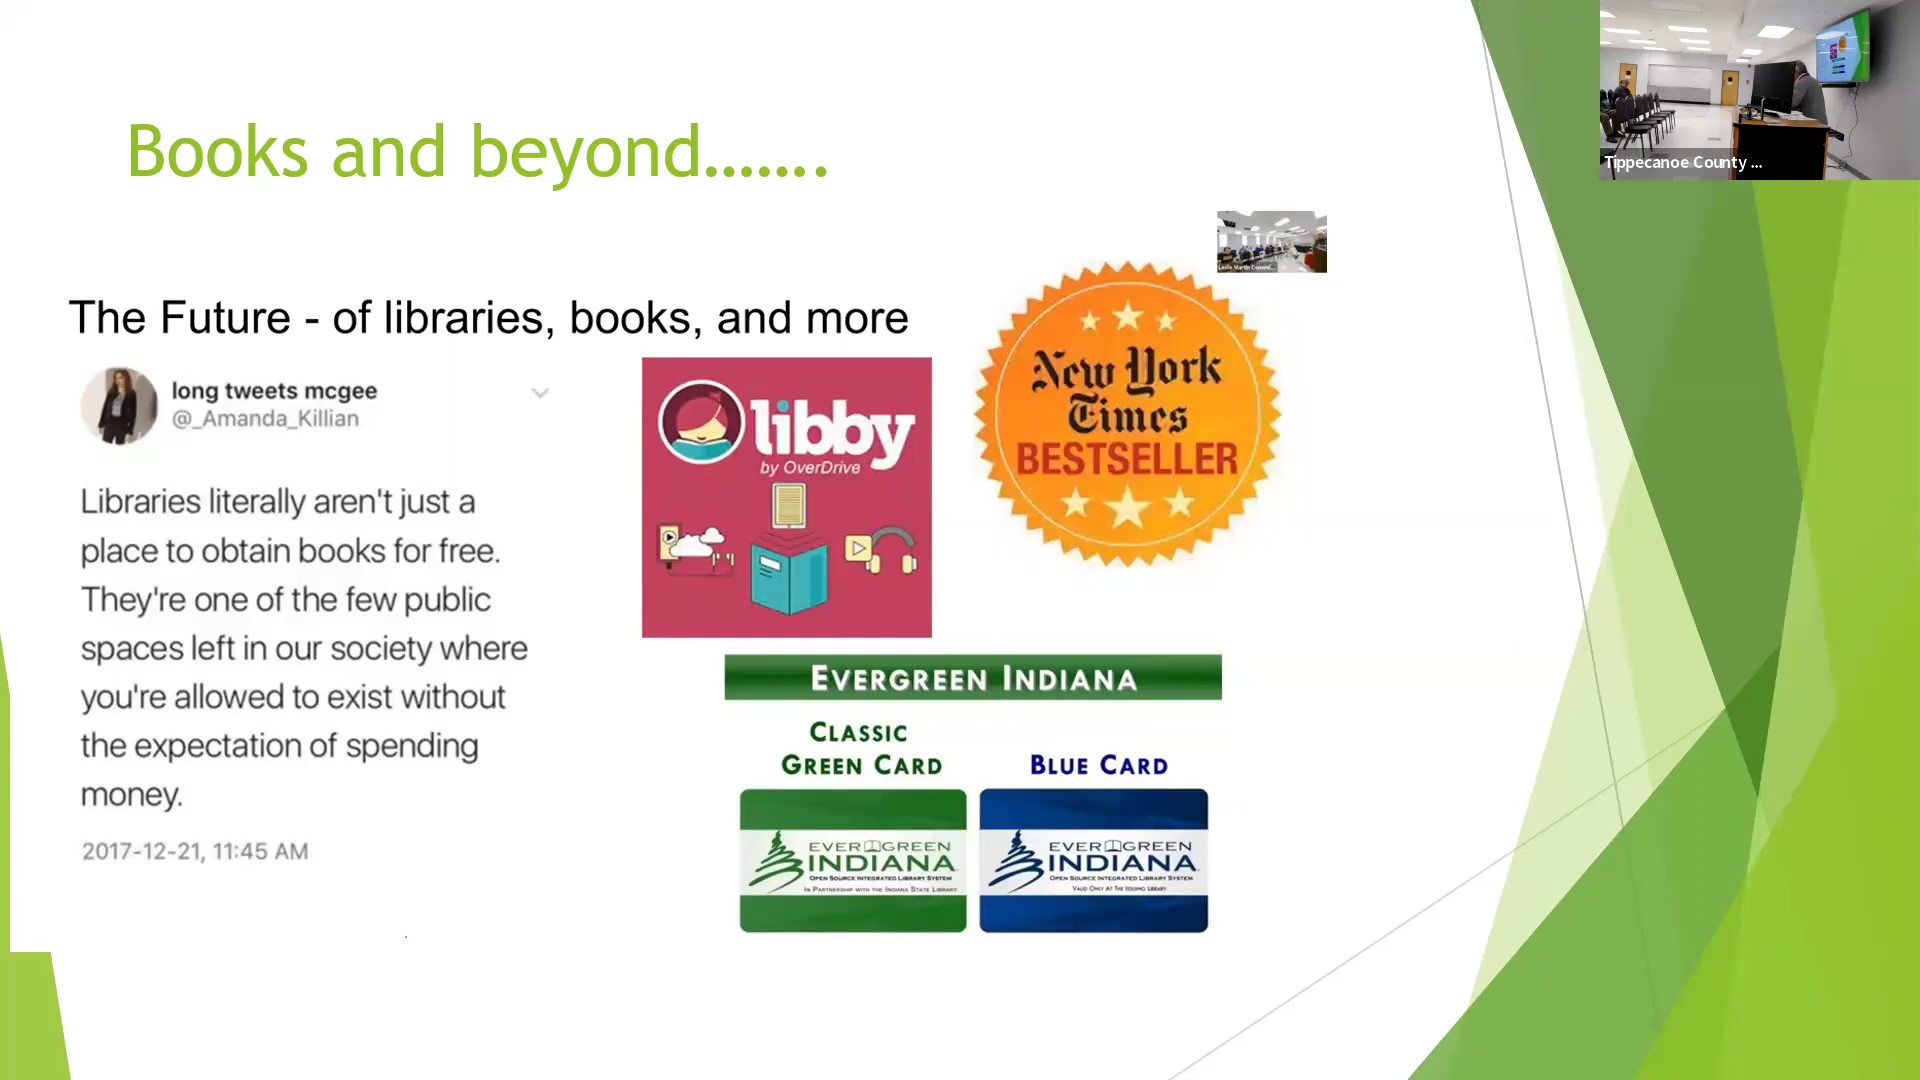 Books and beyond.......
Tippecanoe County ...
The Future - of libraries, books, and more
long tweets mcgee
@_Amanda_Killian
Libraries literally aren't just a
place to obtain books for free.
They're one of the few public
spaces left in our society where
you're allowed to exist without
the expectation of spending
money.
2017-12-21, 11:45 AM
libby
by OverDrive
New York
Times
BESTSELLER
EVERGREEN INDIANA
CLASSIC
GREEN CARD
EVERGREEN
INDIANA
OPEN SOURCE INTEGRATED LIBRARY SYSTEM
IN PARTNERSHIP WITH THE INDIANA STATE LIBRARY
BLUE CARD
EVERGREEN
INDIANA
OPEN SOURCE INTEGRATED LIBRARY SYSTEM
VALID ONLY AT THE ISSUING LIBRARY